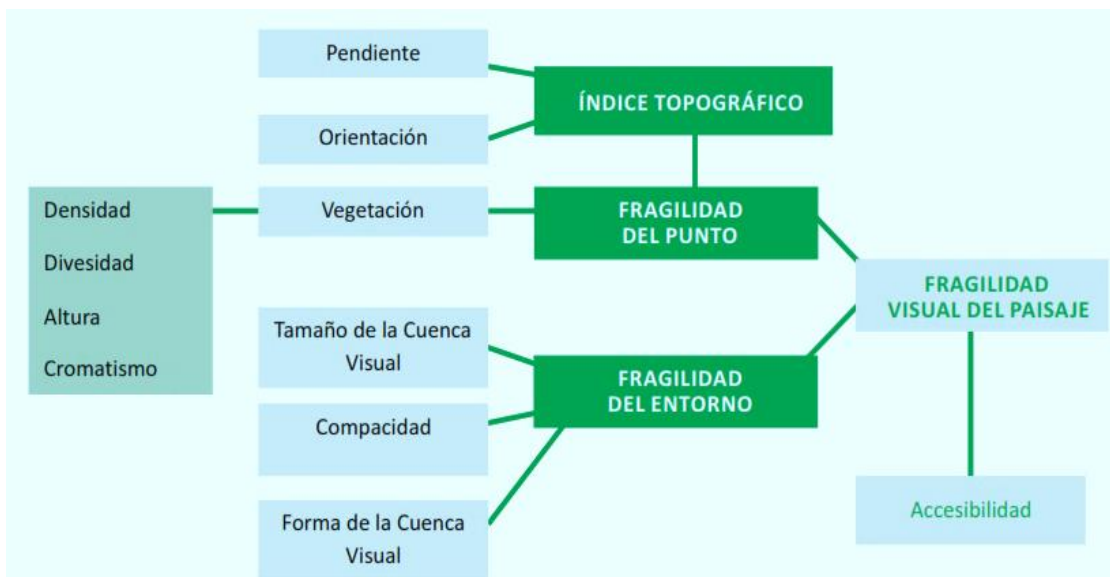 Pendiente
ÍNDICE TOPOGRÁFICO
Orientación
Densidad
Divesidad
Altura
Cromatismo
Vegetación
FRAGILIDAD
DEL PUNTO
FRAGILIDAD
VISUAL DEL PAISAJE
Tamaño de la Cuenca
Visual
FRAGILIDAD
DEL ENTORNO
Compacidad
Forma de la Cuenca
Visual
Accesibilidad